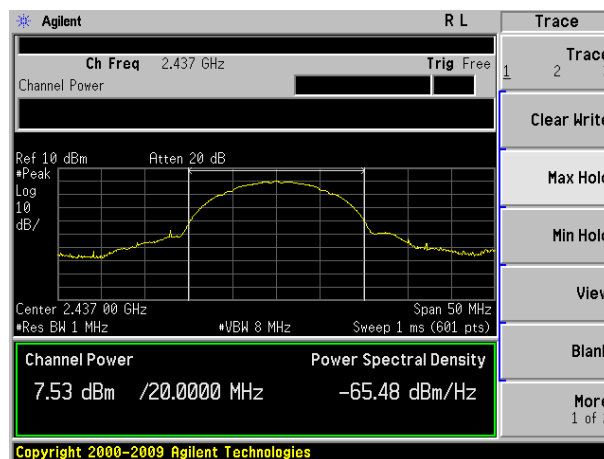 Agilent R L Trace
Ch Freq 2.437 GHz Trig Free
Channel Power
Trace
1 2
Clear Write
Max Hold
Min Hold
View
Blank
More
1 of
Ref 10 dBm Atten 20 dB
#Peak
Log
10
dB/
Center 2.437 00 GHz Span 50 MHz
#Res BW 1 MHz #VBW 8 MHz Sweep 1 ms (601 pts)
Channel Power Power Spectral Density
7.53 dBm /20.0000 MHz -65.48 dBm/Hz
Copyright 2000-2009 Agilent Technologies